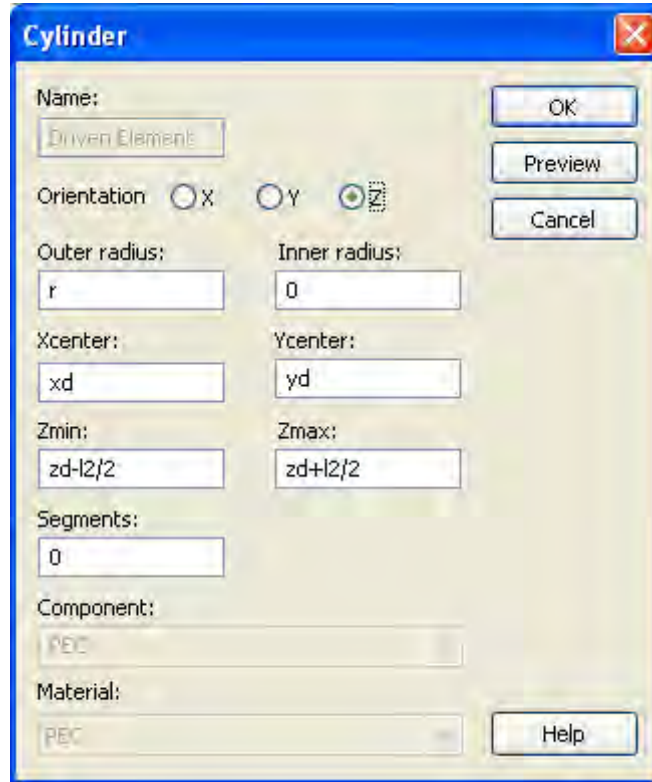 Cylinder
Name:
OK
Driven Element
Preview
Orientation X Y Z
Cancel
Outer radius: Inner radius:
r 0
Xcenter: Ycenter:
xd yd
Zmin: Zmax:
zd-l2/2 zd+l2/2
Segments:
0
Component:
PEC
Material:
PEC
Help